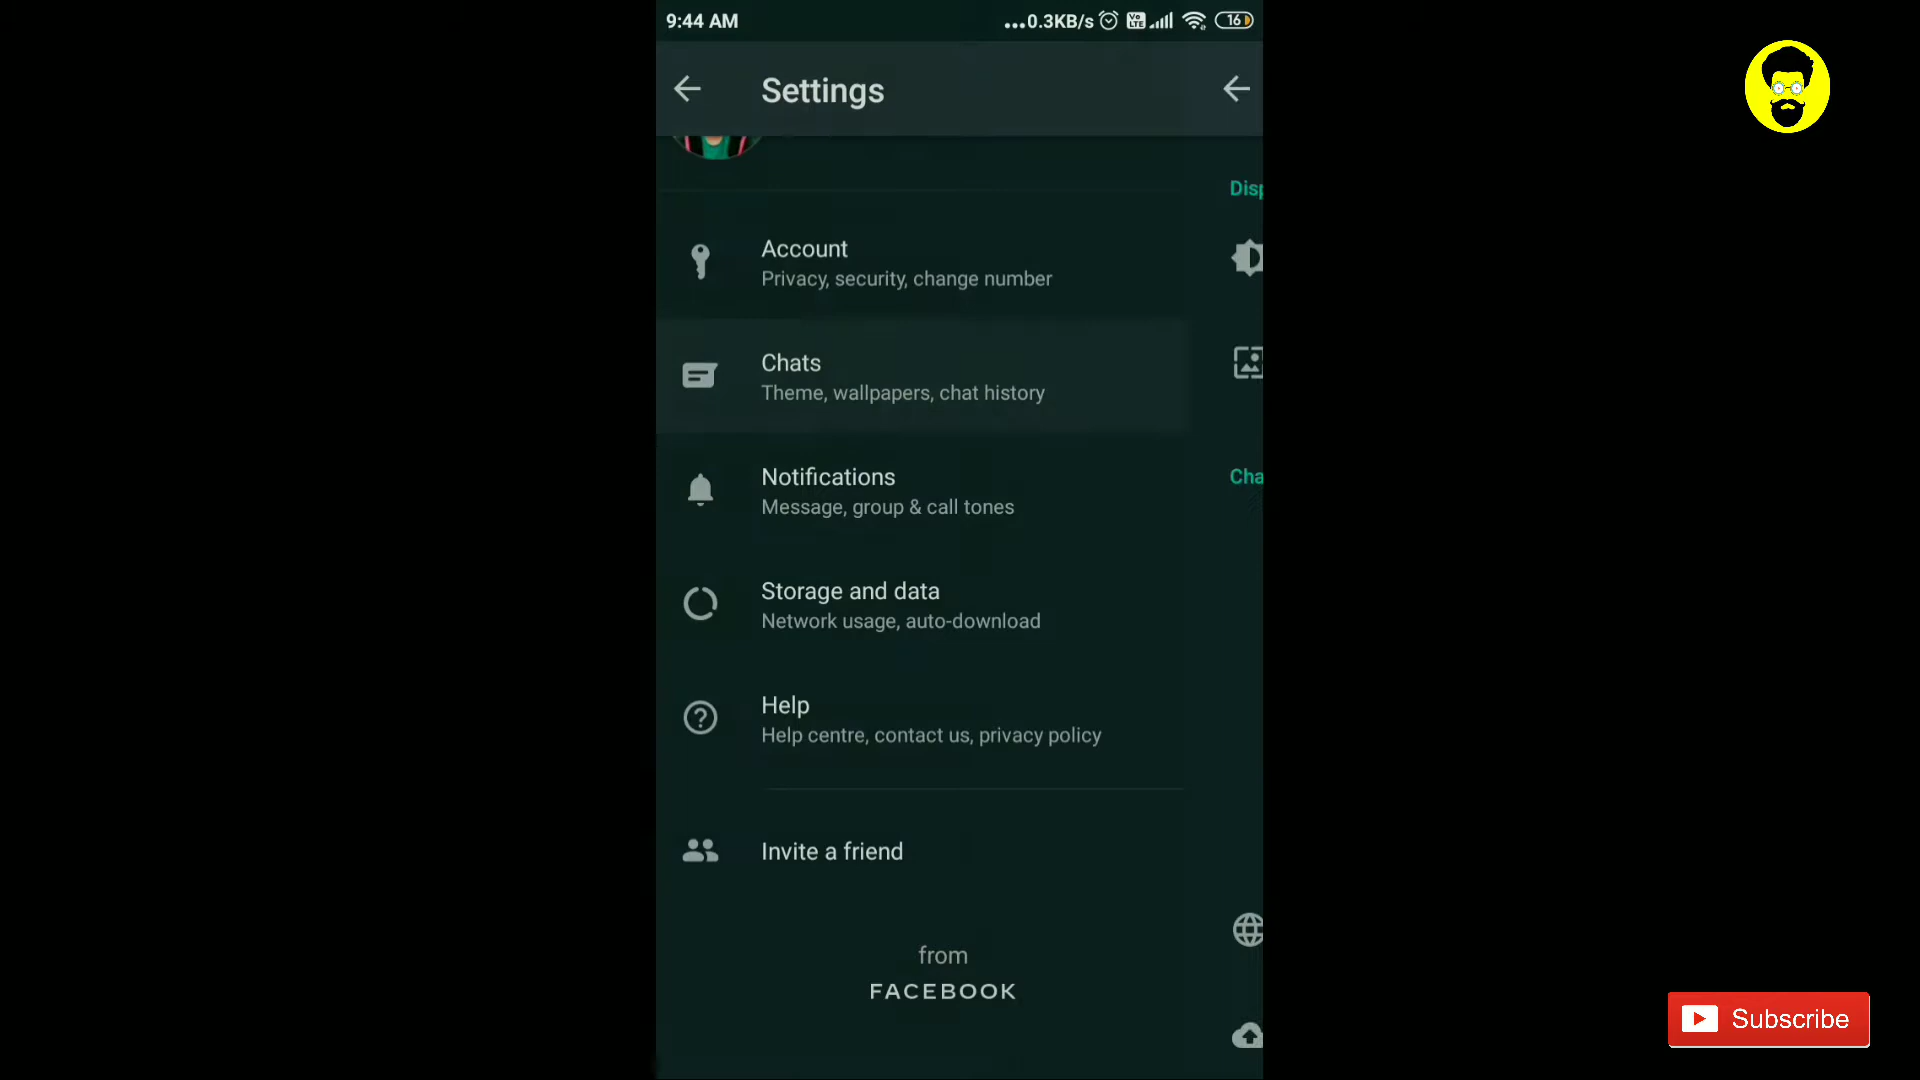 9:44 AM
...0.3KB/s
Vo
LTE
16
Settings
Disp
Account
Privacy, security, change number
Chats
Theme, wallpapers, chat history
Notifications
Cha
Message, group & call tones
Storage and data
Network usage, auto-download
Help
Help centre, contact us, privacy policy
Invite a friend
from
FACEBOOK
Subscribe